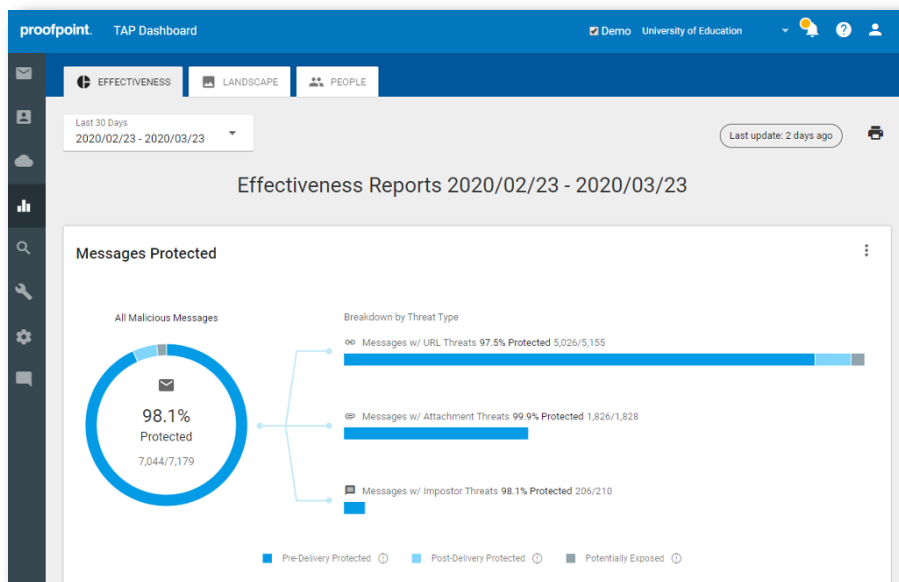 proofpoint. TAP Dashboard Demo University of Education
EFFECTIVENESS LANDSCAPE PEOPLE
Last 30 Days
2020/02/23 - 2020/03/23
Last update: 2 days ago
Effectiveness Reports 2020/02/23 - 2020/03/23
Messages Protected
All Malicious Messages
98.1%
Protected
7,044/7,179
Breakdown by Threat Type
Messages w/ URL Threats 97.5% Protected 5,026/5,155
Messages w/ Attachment Threats 99.9% Protected 1,826/1,828
Messages w/ Impostor Threats 98.1% Protected 206/210
Pre-Delivery Protected Post-Delivery Protected Potentially Exposed